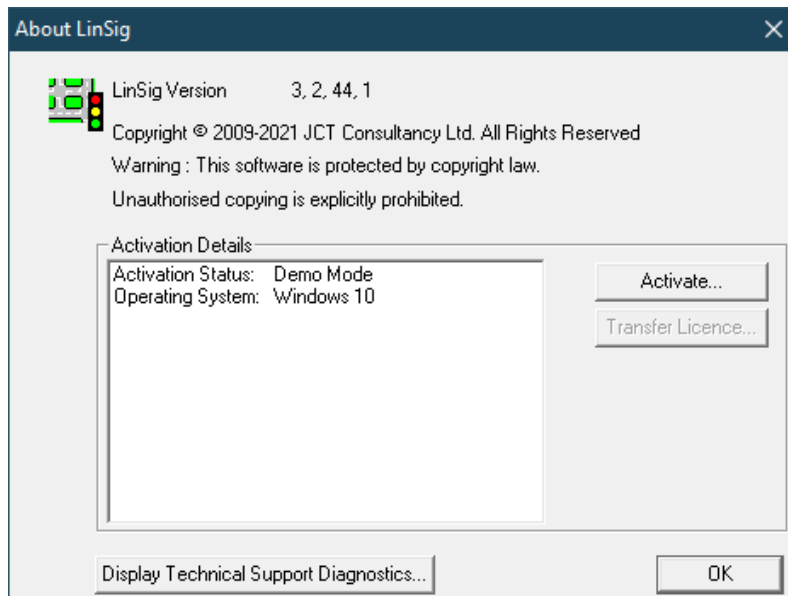 About LinSig
LinSig Version 3, 2, 44, 1
Copyright © 2009-2021 JCT Consultancy Ltd. All Rights Reserved
Warning : This software is protected by copyright law.
Unauthorised copying is explicitly prohibited.
Activation Details
Activation Status: Demo Mode
Operating System: Windows 10
Activate...
Transfer Licence...
Display Technical Support Diagnostics...
OK